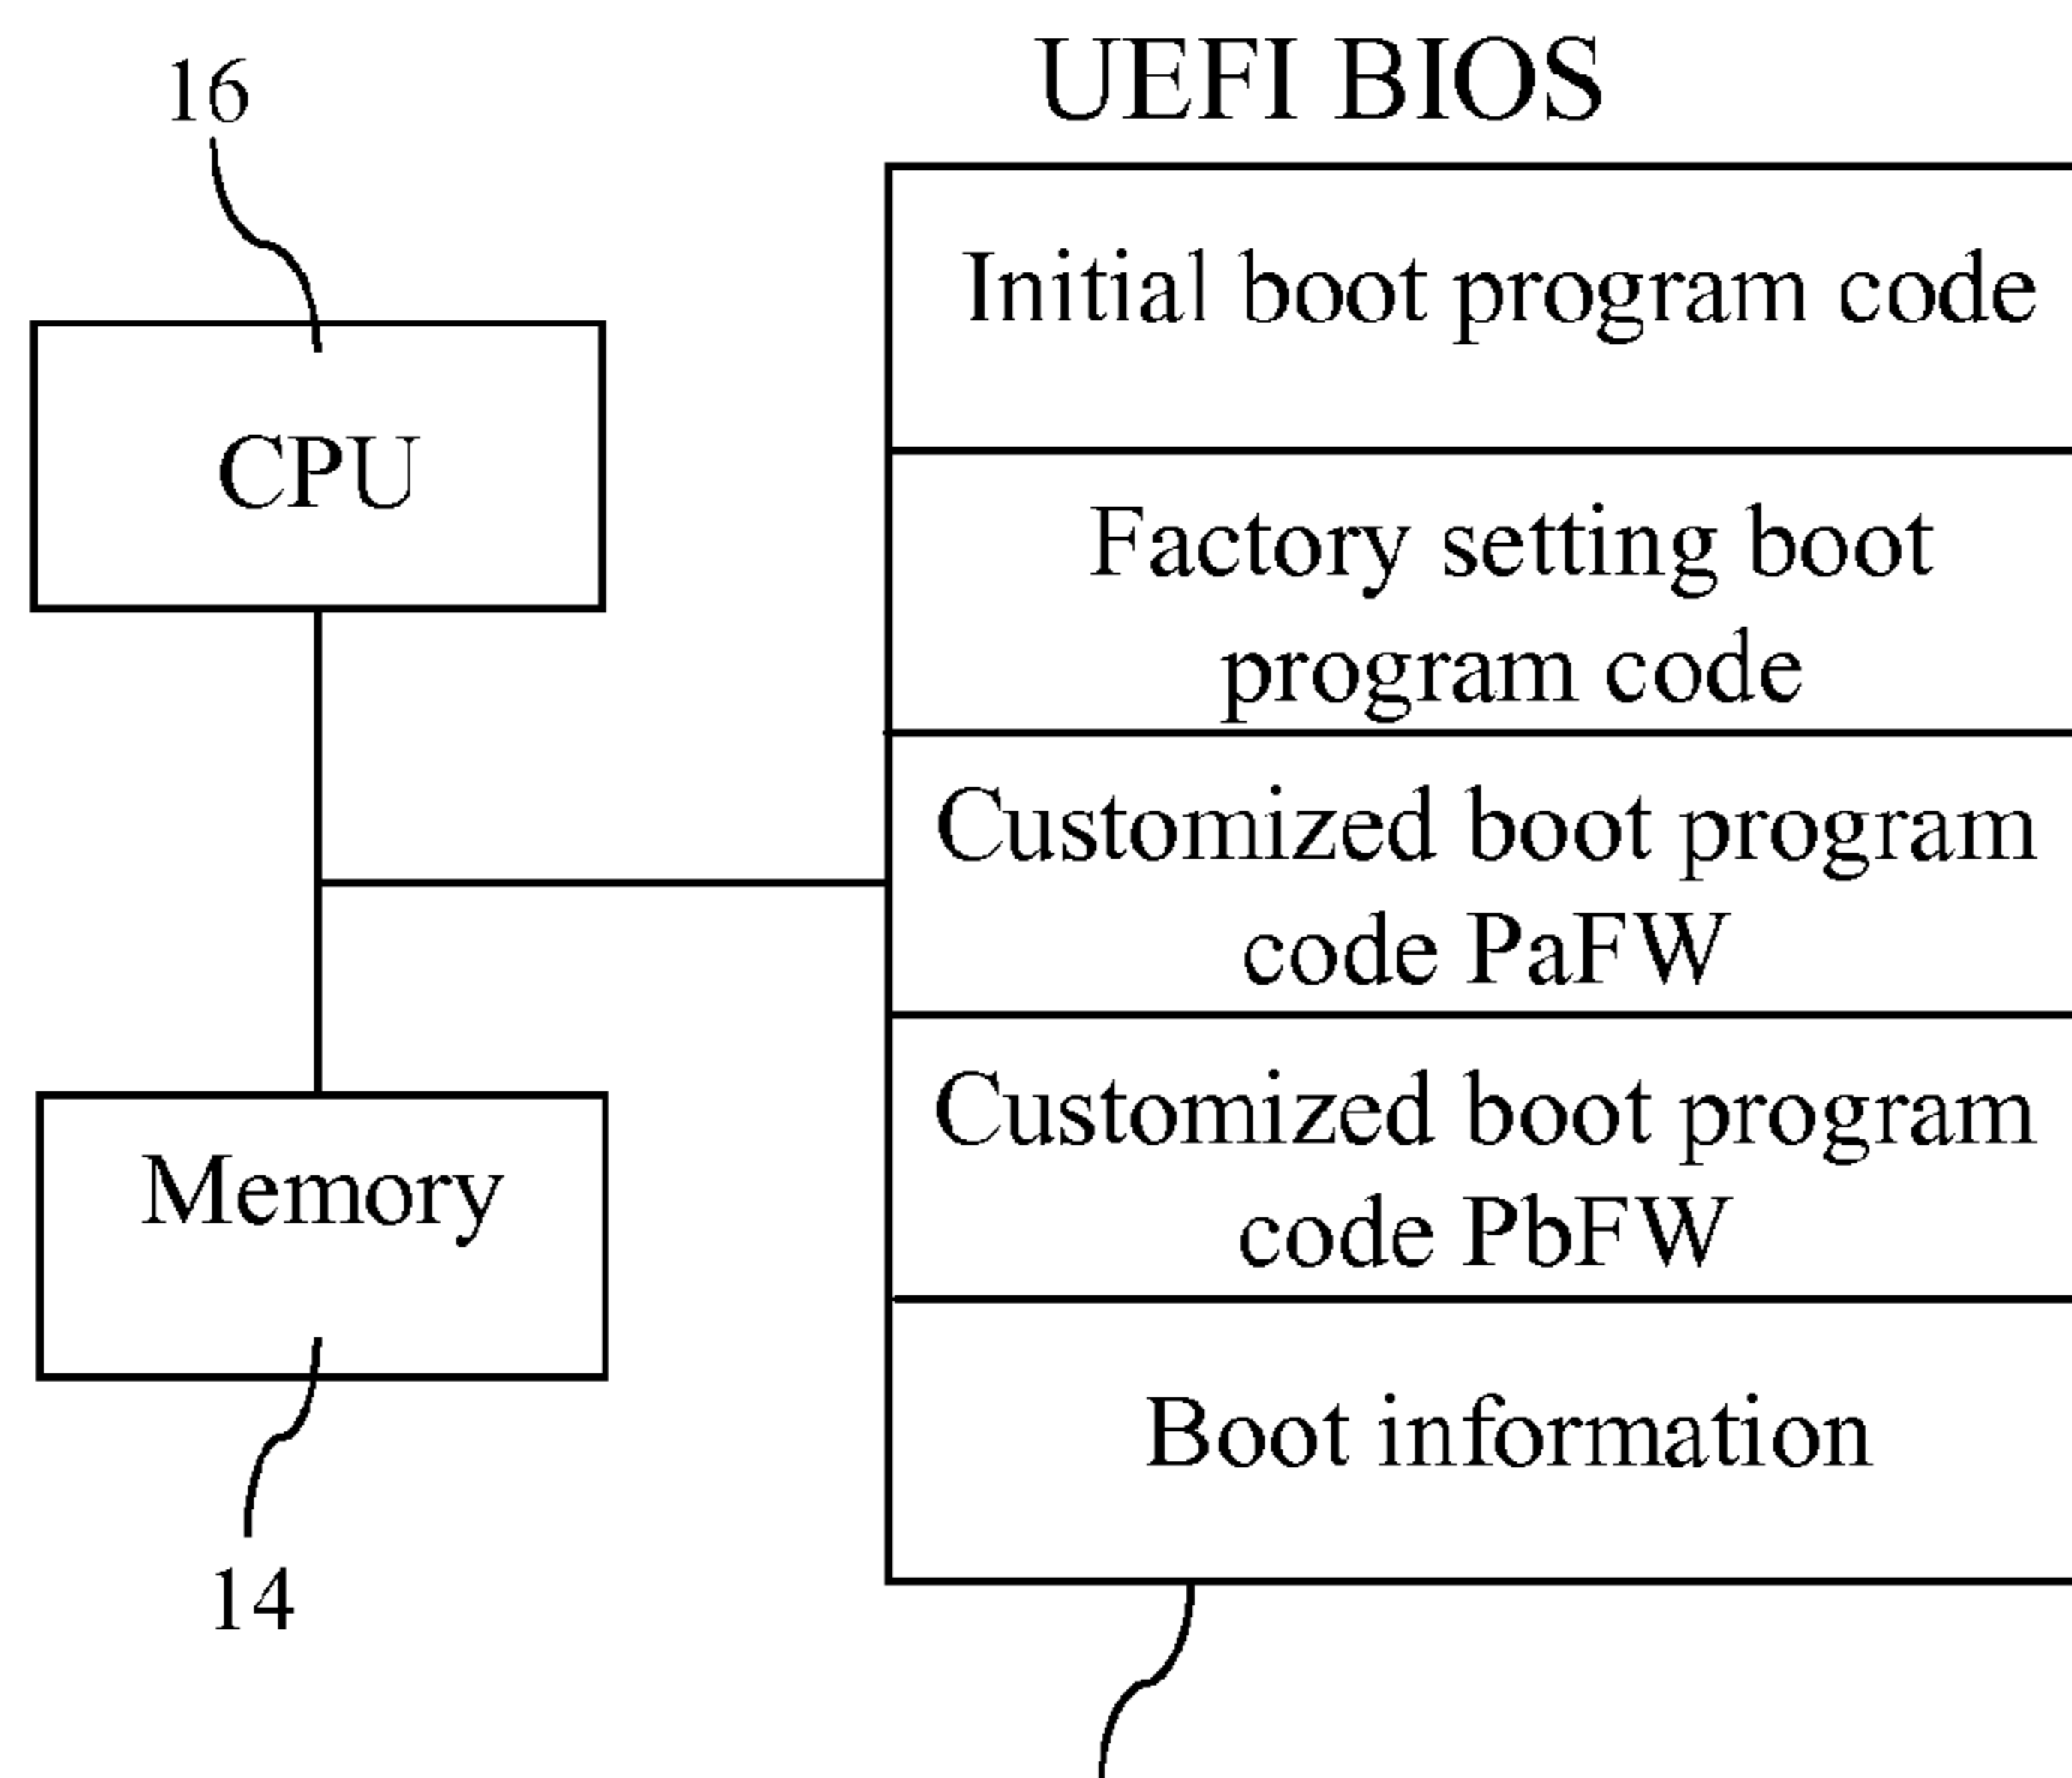 16
CPU
Memory
14
UEFI BIOS
Initial boot program code
Factory setting boot
program code
Customized boot program
code PaFW
Customized boot program
code PbFW
Boot information